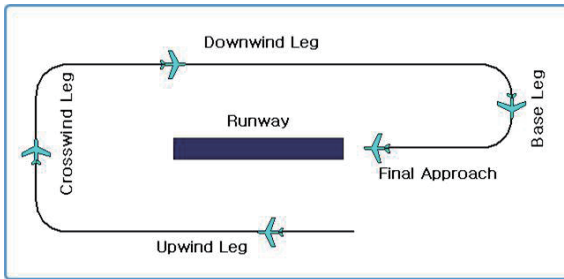 Downwind Leg
Crosswind Leg
Runway
Base Leg
Final Approach
Upwind Leg